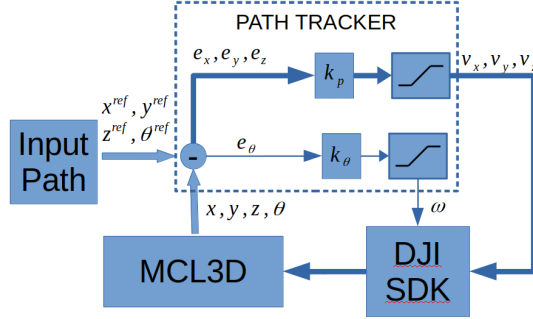 PATH TRACKER
e_x, e_y, e_z
k_p
v_x, v_y, v_z
x^{ref}, y^{ref}
z^{ref}, θ^{ref}
Input
Path
-
e_θ
k_θ
x, y, z, θ
ω
MCL3D
DJI
SDK